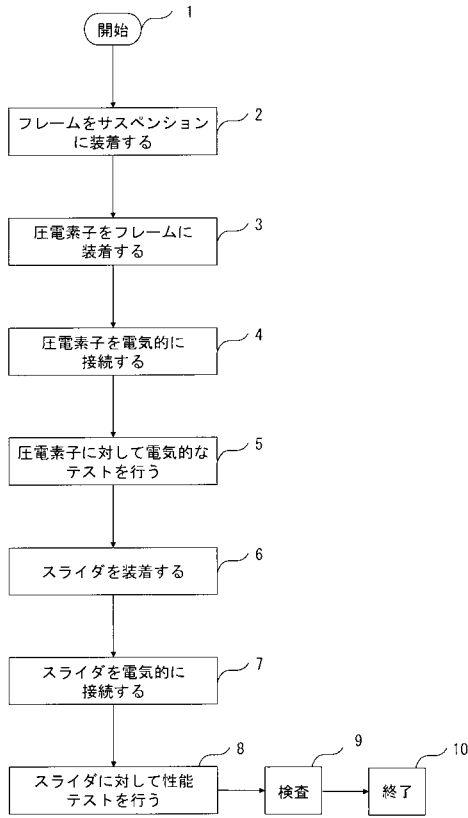 開始
1
フレームをサスペンション
に装着する
2
圧電素子をフレームに
装着する
3
圧電素子を電気的に
接続する
4
圧電素子に対して電気的な
テストを行う
5
スライダを装着する
6
スライダを電気的に
接続する
7
スライダに対して性能
テストを行う
8
検査
9
終了
10